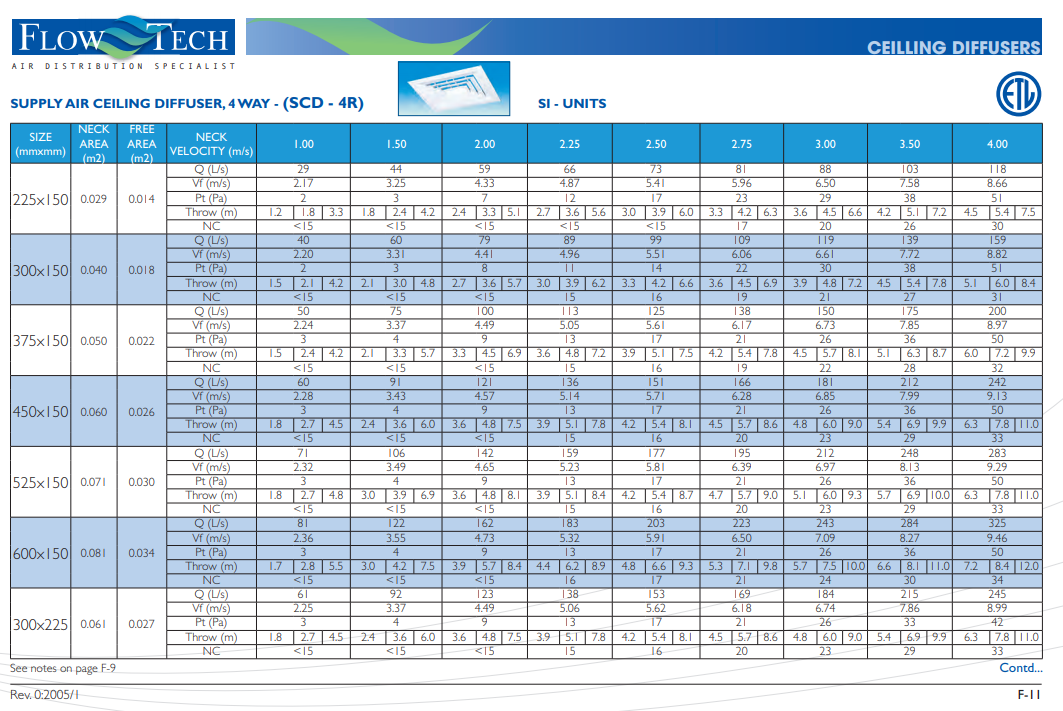 FLOW TECH
AIR DISTRIBUTION SPECIALIST
CEILLING DIFFUSERS
SUPPLY AIR CEILING DIFFUSER, 4 WAY - (SCD - 4R)
SI - UNITS
ETL
SIZE (mmxmm) NECK AREA (m2) FREE AREA (m2) NECK VELOCITY (m/s) 1.00 1.50 2.00 2.25 2.50 2.75 3.00 3.50 4.00
225x150 0.029 0.014
Q (L/s) 29 44 59 66 73 81 88 103 118
Vf (m/s) 2.17 3.25 4.33 4.87 5.41 5.96 6.50 7.58 8.66
Pt (Pa) 2 3 7 12 17 23 29 38 51
Throw (m) 1.2 1.8 3.3 1.8 2.4 4.2 2.4 3.3 5.1 2.7 3.6 5.6 3.0 3.9 6.0 3.3 4.2 6.3 3.6 4.5 6.6 4.2 5.1 7.2 4.5 5.4 7.5
NC <15 <15 <15 <15 <15 17 20 26 30
300x150 0.040 0.018
Q (L/s) 40 60 79 89 99 109 119 139 159
Vf (m/s) 2.20 3.31 4.41 4.96 5.51 6.06 6.61 7.72 8.82
Pt (Pa) 2 3 8 11 14 22 30 38 51
Throw (m) 1.5 2.1 4.2 2.1 3.0 4.8 2.7 3.6 5.7 3.0 3.9 6.2 3.3 4.2 6.6 3.6 4.5 6.9 3.9 4.8 7.2 4.5 5.4 7.8 5.1 6.0 8.4
NC <15 <15 <15 15 16 19 21 27 31
375x150 0.050 0.022
Q (L/s) 50 75 100 113 125 138 150 175 200
Vf (m/s) 2.24 3.37 4.49 5.05 5.61 6.17 6.73 7.85 8.97
Pt (Pa) 3 4 9 13 17 21 26 36 50
Throw (m) 1.5 2.4 4.2 2.1 3.3 5.7 3.3 4.5 6.9 3.6 4.8 7.2 3.9 5.1 7.5 4.2 5.4 7.8 4.5 5.7 8.1 5.1 6.3 8.7 6.0 7.2 9.9
NC <15 <15 <15 15 16 19 22 28 32
450x150 0.060 0.026
Q (L/s) 60 91 121 136 151 166 181 212 242
Vf (m/s) 2.28 3.43 4.57 5.14 5.71 6.28 6.85 7.99 9.13
Pt (Pa) 3 4 9 13 17 21 26 36 50
Throw (m) 1.8 2.7 4.5 2.4 3.6 6.0 3.6 4.8 7.5 3.9 5.1 7.8 4.2 5.4 8.1 4.5 5.7 8.6 4.8 6.0 9.0 5.4 6.9 9.9 6.3 7.8 11.0
NC <15 <15 <15 15 16 20 23 29 33
525x150 0.071 0.030
Q (L/s) 71 106 142 159 177 195 212 248 283
Vf (m/s) 2.32 3.49 4.65 5.23 5.81 6.39 6.97 8.13 9.29
Pt (Pa) 3 4 9 13 17 21 26 36 50
Throw (m) 1.8 2.7 4.8 3.0 3.9 6.9 3.6 4.8 8.1 3.9 5.1 8.4 4.2 5.4 8.7 4.7 5.7 9.0 5.1 6.0 9.3 5.7 6.9 10.0 6.3 7.8 11.0
NC <15 <15 <15 15 16 20 23 29 33
600x150 0.081 0.034
Q (L/s) 81 122 162 183 203 223 243 284 325
Vf (m/s) 2.36 3.55 4.73 5.32 5.91 6.50 7.09 8.27 9.46
Pt (Pa) 3 4 9 13 17 21 26 36 50
Throw (m) 1.7 2.8 5.5 3.0 4.2 7.5 3.9 5.7 8.4 4.4 6.2 8.9 4.8 6.6 9.3 5.3 7.1 9.8 5.7 7.5 10.0 6.6 8.1 11.0 7.2 8.4 12.0
NC <15 <15 <15 16 17 21 24 30 34
300x225 0.061 0.027
Q (L/s) 61 92 123 138 153 169 184 215 245
Vf (m/s) 2.25 3.37 4.49 5.06 5.62 6.18 6.74 7.86 8.99
Pt (Pa) 3 4 9 13 17 21 26 33 42
Throw (m) 1.8 2.7 4.5 2.4 3.6 6.0 3.6 4.8 7.5 3.9 5.1 7.8 4.2 5.4 8.1 4.5 5.7 8.6 4.8 6.0 9.0 5.4 6.9 9.9 6.3 7.8 11.0
NC <15 <15 <15 15 16 20 23 29 33
See notes on page F-9
Contd...
Rev. 0:2005/1
F-11